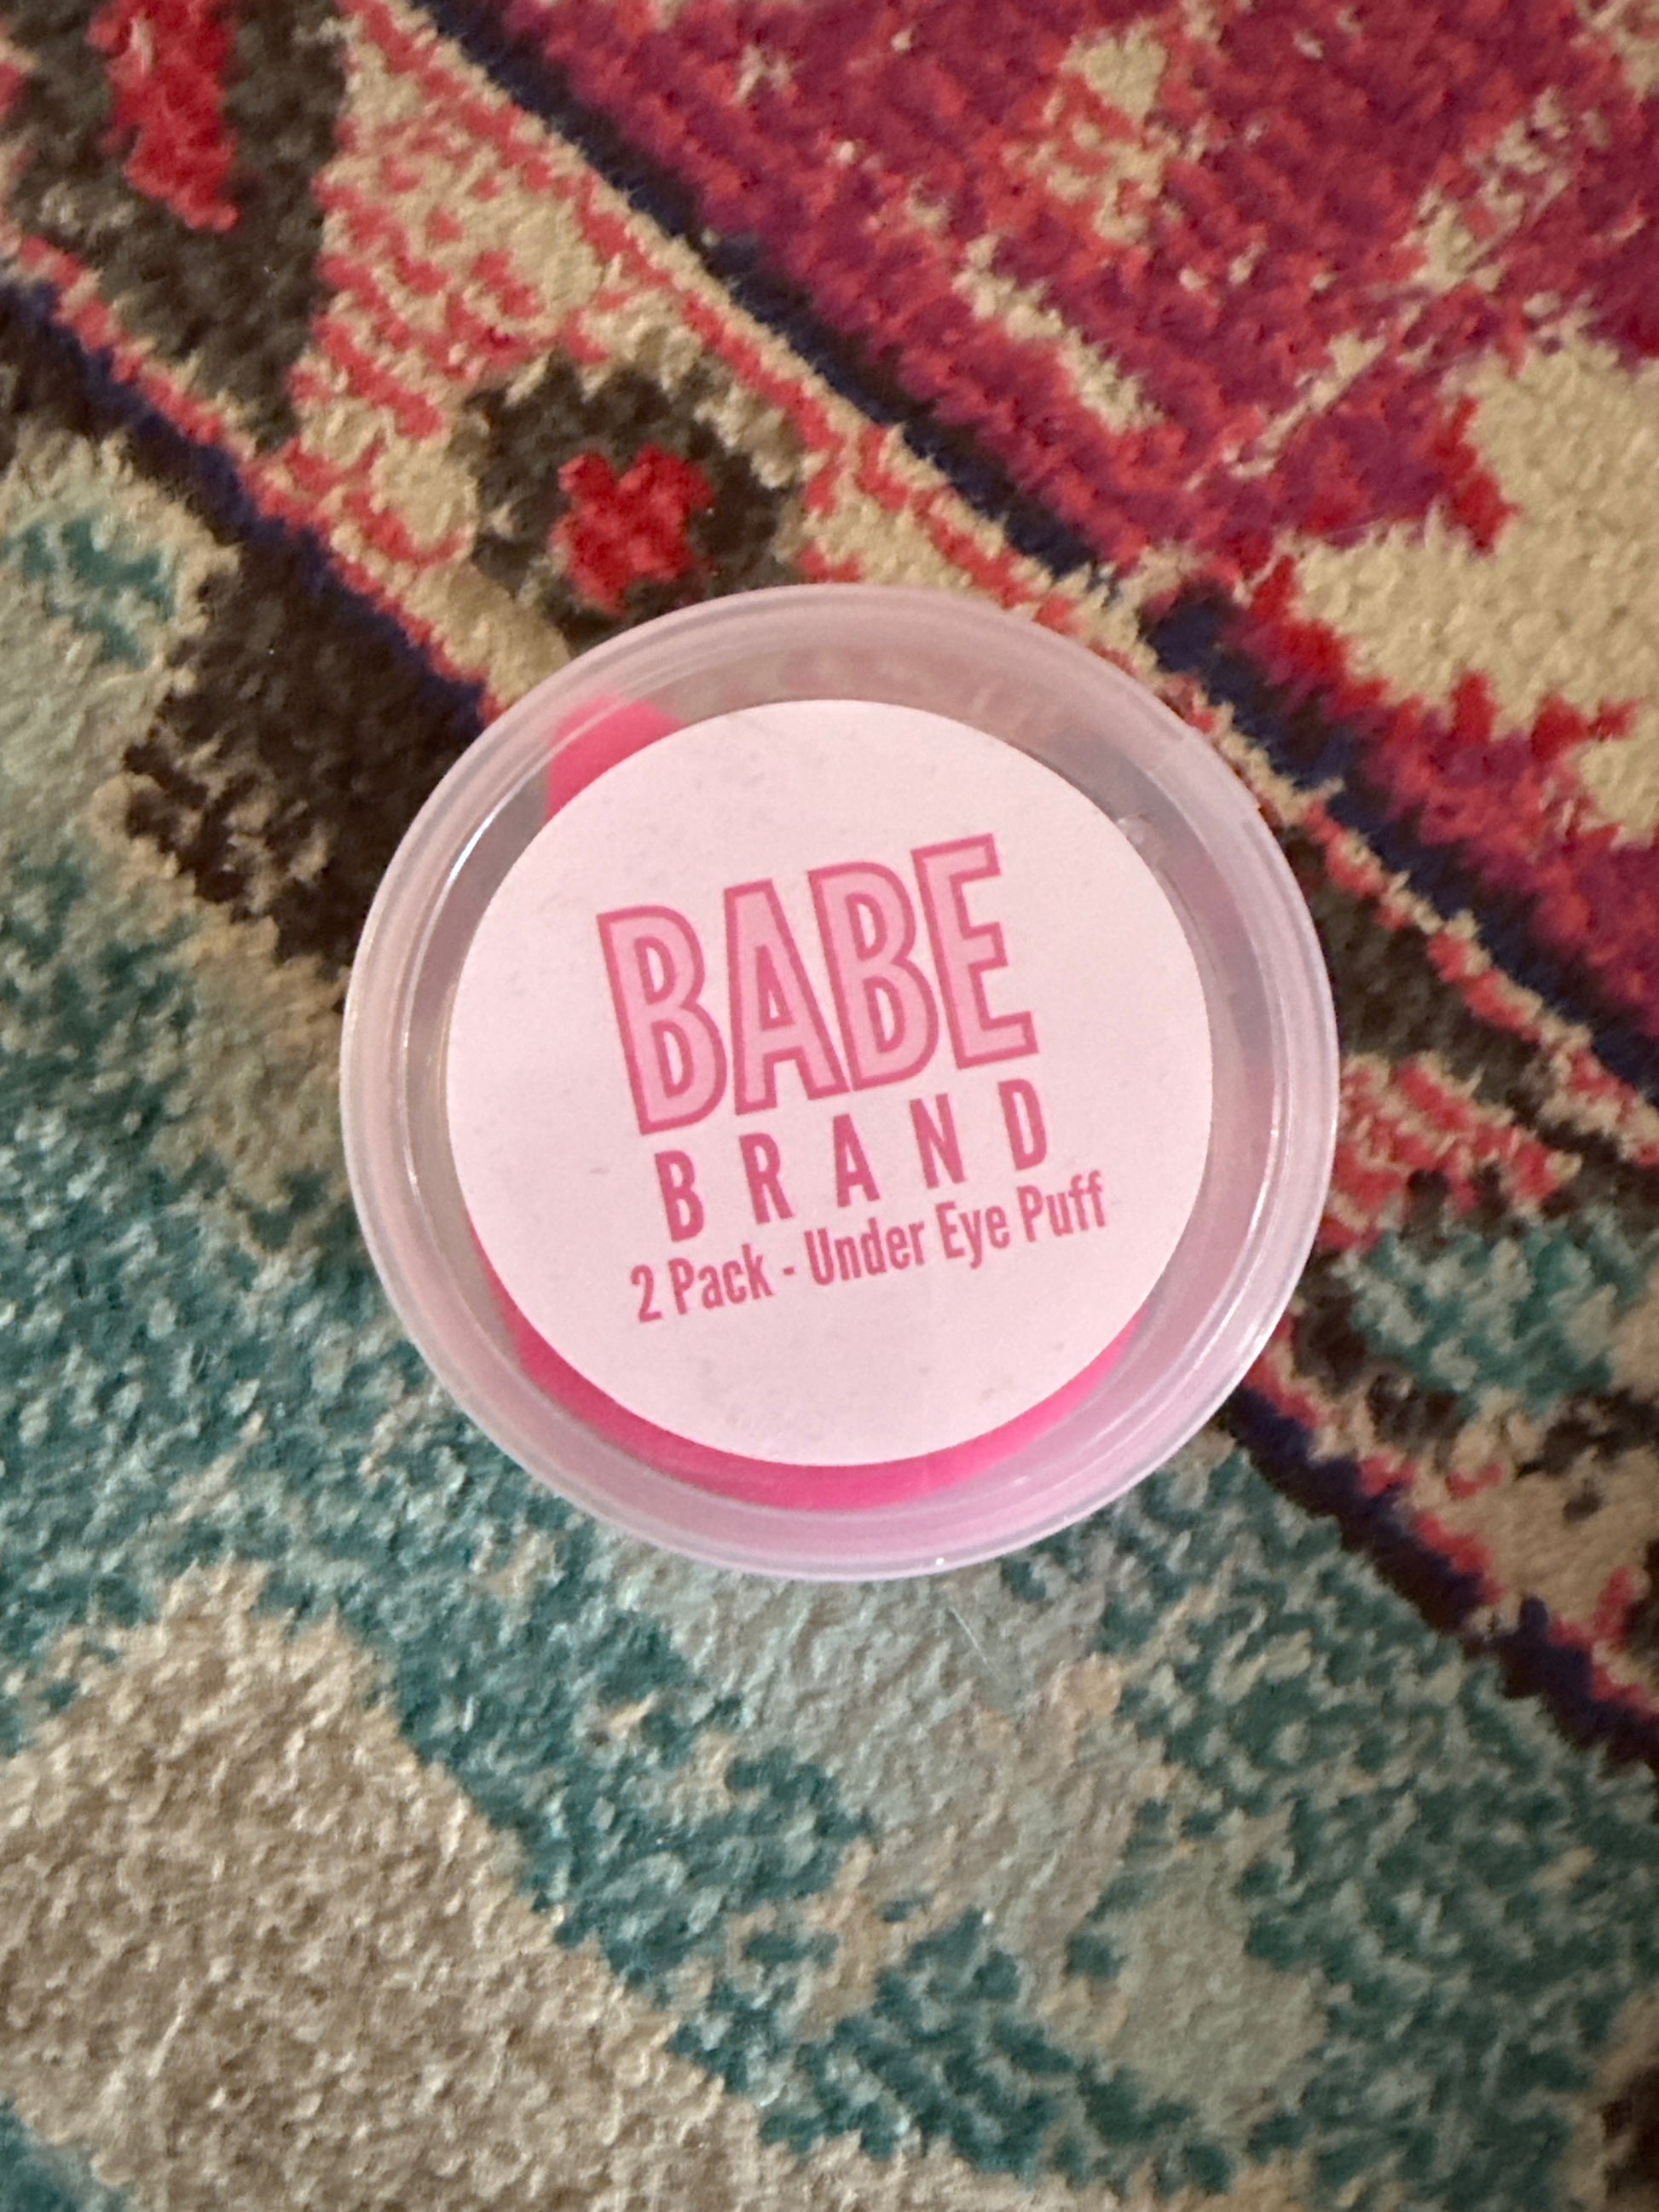 BABE
BRAND
2 Pack - Under Eye Puff